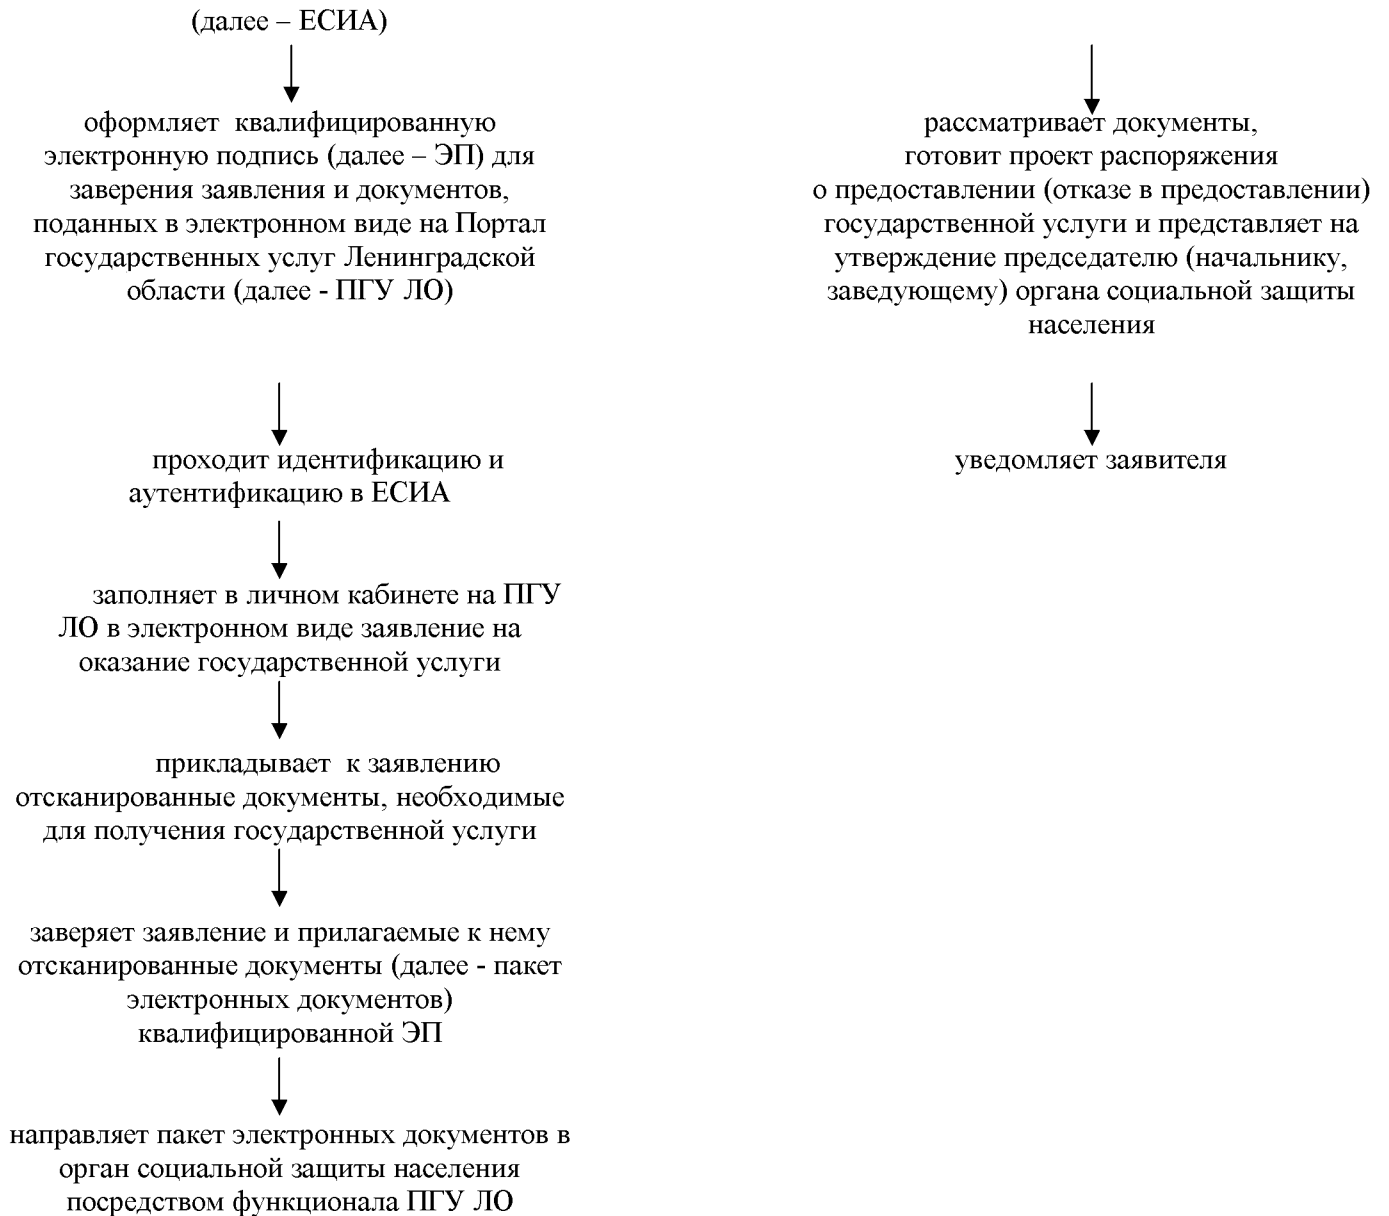 (далее – ЕСИА)
оформляет квалифицированную
электронную подпись (далее – ЭП) для
заверения заявления и документов,
поданных в электронном виде на Портал
государственных услуг Ленинградской
области (далее - ПГУ ЛО)
проходит идентификацию и
аутентификацию в ЕСИА
заполняет в личном кабинете на ПГУ
ЛО в электронном виде заявление на
оказание государственной услуги
прикладывает к заявлению
отсканированные документы, необходимые
для получения государственной услуги
заверяет заявление и прилагаемые к нему
отсканированные документы (далее - пакет
электронных документов)
квалифицированной ЭП
направляет пакет электронных документов в
орган социальной защиты населения
посредством функционала ПГУ ЛО
рассматривает документы,
готовит проект распоряжения
о предоставлении (отказе в предоставлении)
государственной услуги и представляет на
утверждение председателю (начальнику,
заведующему) органа социальной защиты
населения
уведомляет заявителя